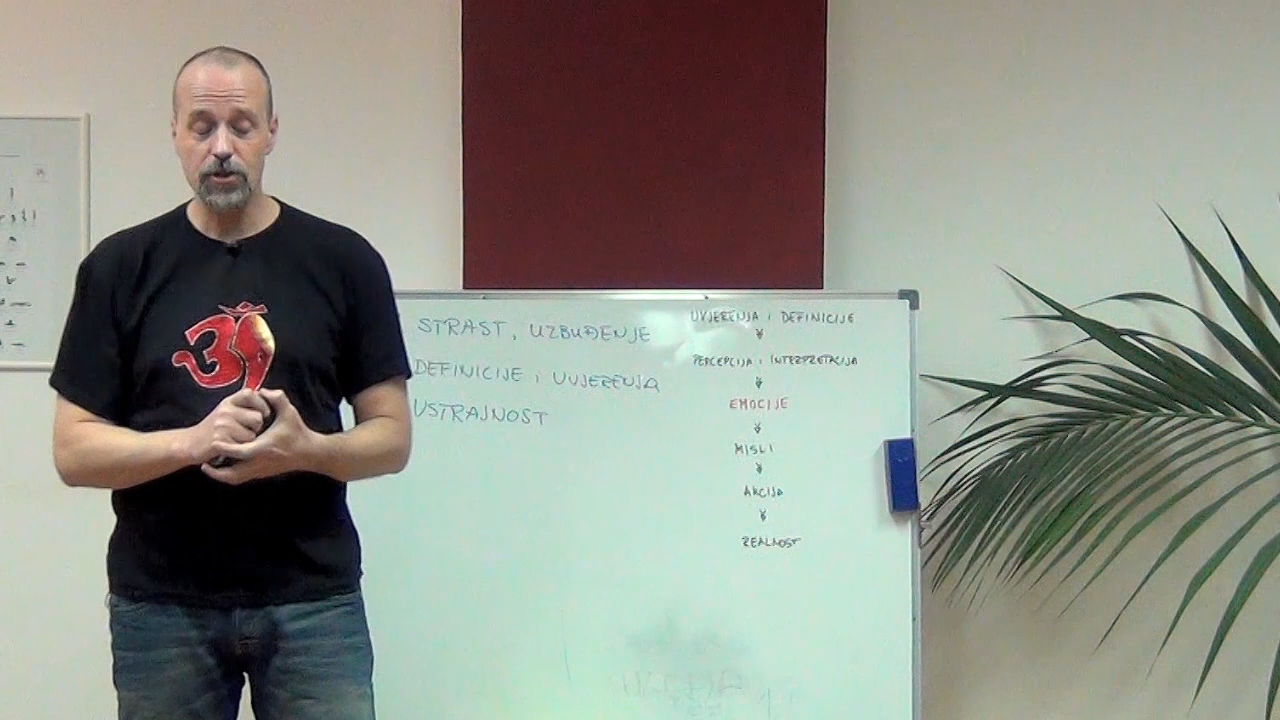 STRAST, UZBUĐENJE
DEFINICIJE I UVJERENJA
USTRAJNOST
UVJERENJA I DEFINICIJE
PERCEPCIJA I INTERPRETACIJA
EMOCIJE
MISLI
AKCIJA
REALNOST
ॐ